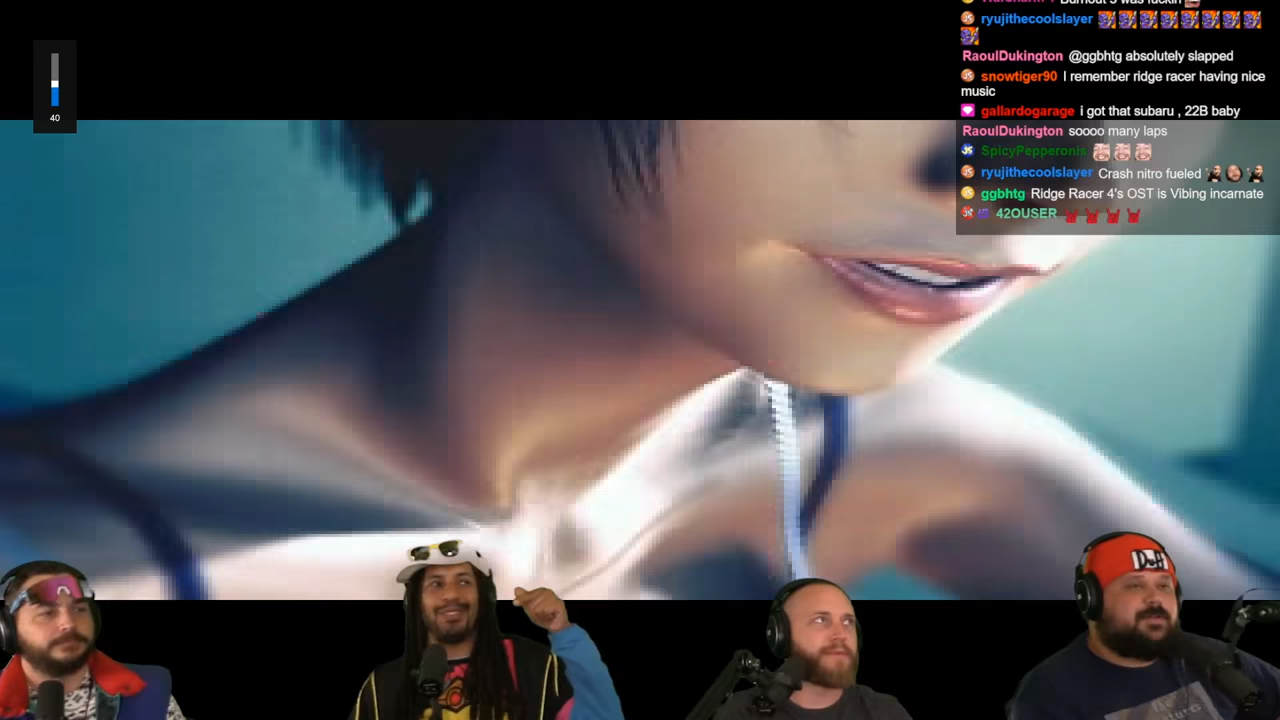 40
ryujithecoolslayer
RaoulDukington @ggbhtg absolutely slapped
snowtiger90 I remember ridge racer having nice
music
gallardogarage i got that subaru , 22B baby
RaoulDukington soooo many laps
SpicyPepperonis
ryujithecoolslayer Crash nitro fueled
ggbhtg Ridge Racer 4's OST is Vibing incarnate
42OUSER
Duff